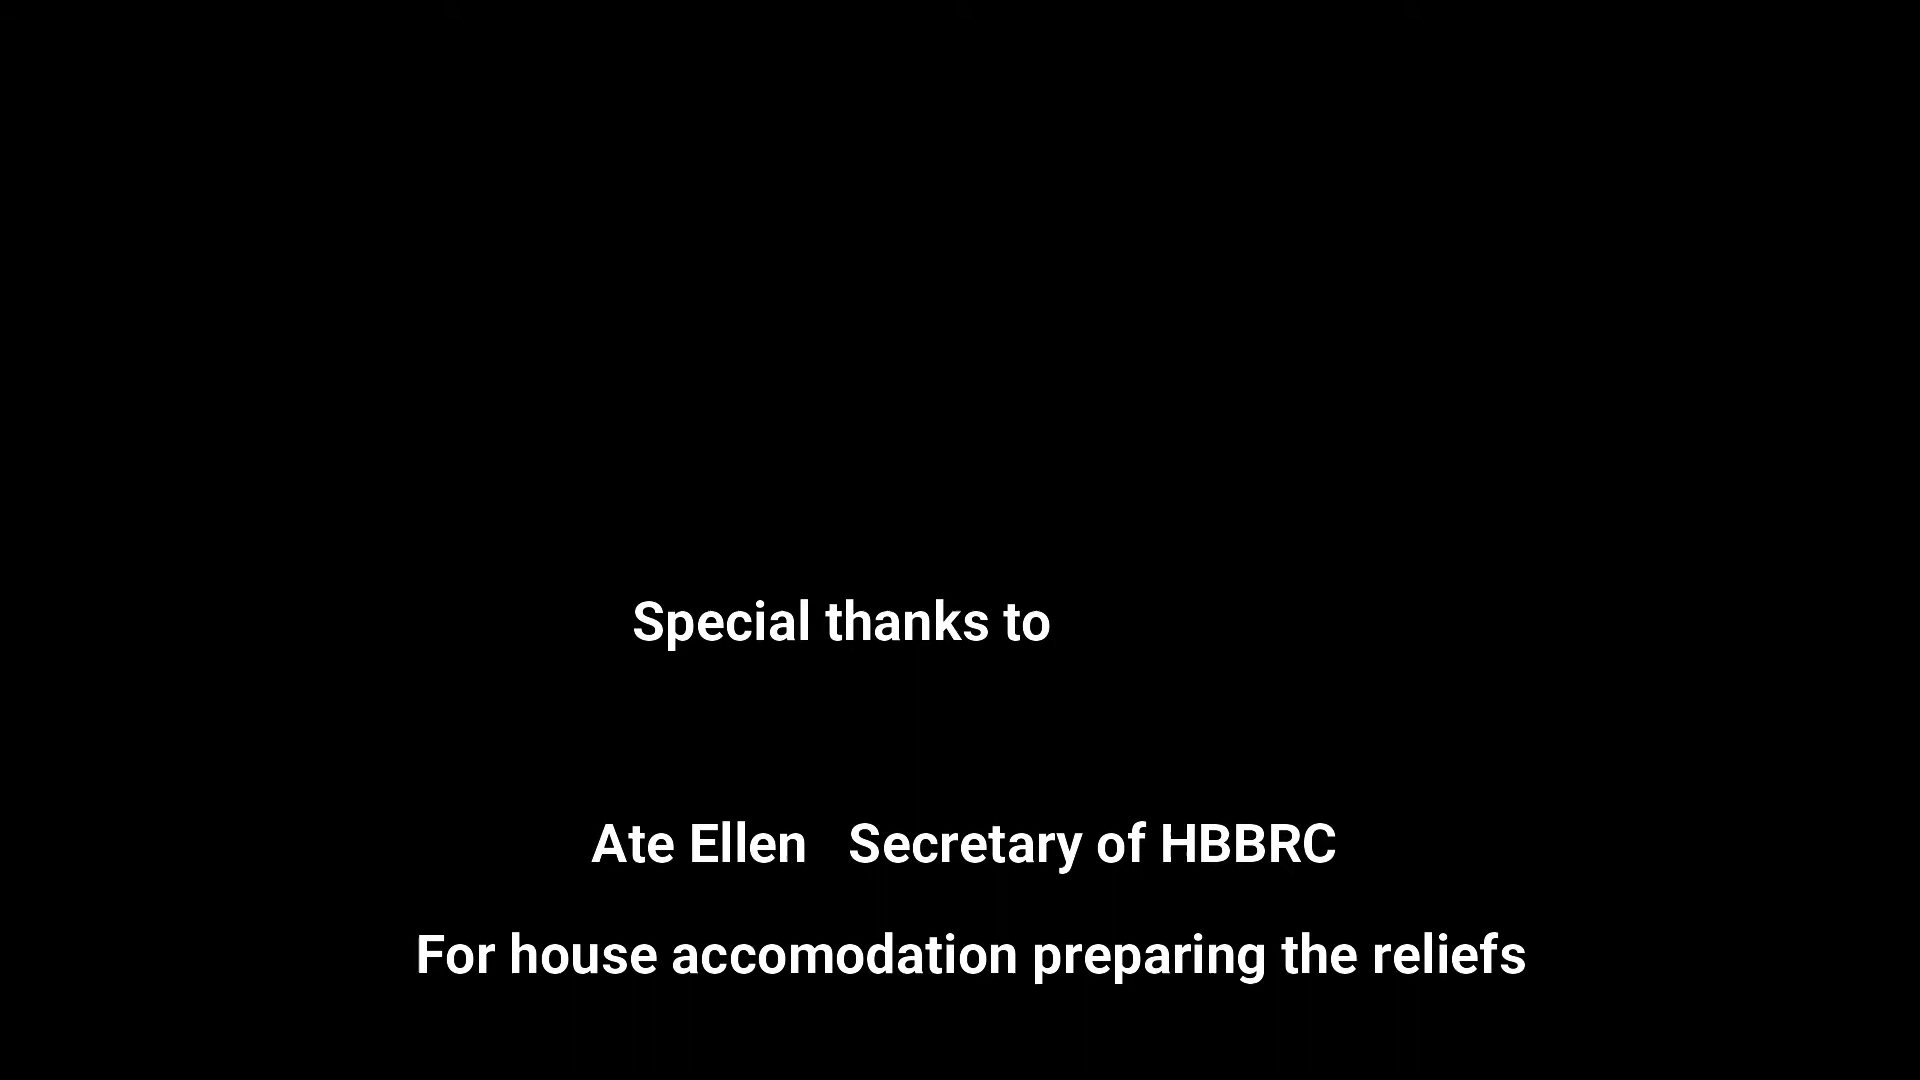 Special thanks to
Ate Ellen   Secretary of HBBRC
For house accomodation preparing the reliefs